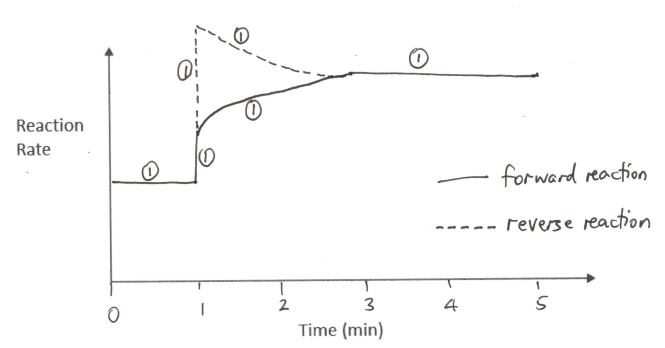 ①
①
①
①
①
①
Reaction
Rate
forward reaction
reverse reaction
0 1 2 3 4 5
Time (min)